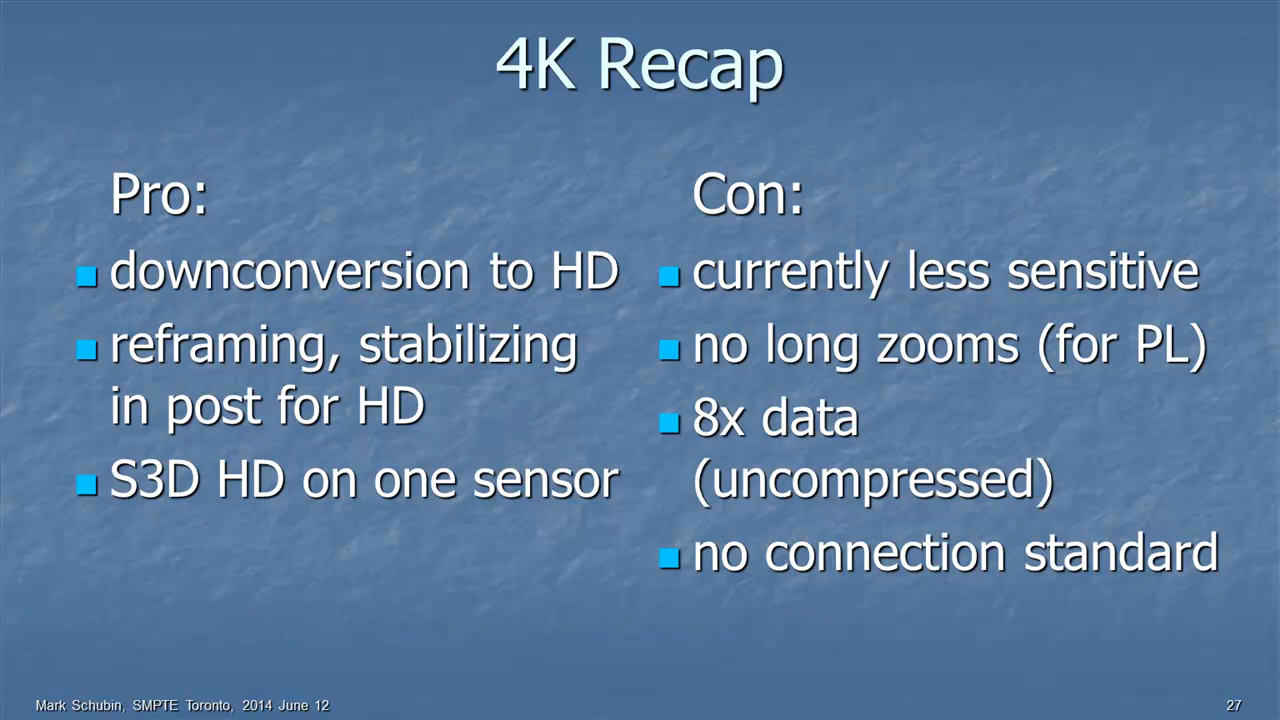 4K Recap
Pro:
downconversion to HD
reframing, stabilizing
in post for HD
S3D HD on one sensor
Con:
currently less sensitive
no long zooms (for PL)
8x data
(uncompressed)
no connection standard
Mark Schubin, SMPTE Toronto, 2014 June 12
27